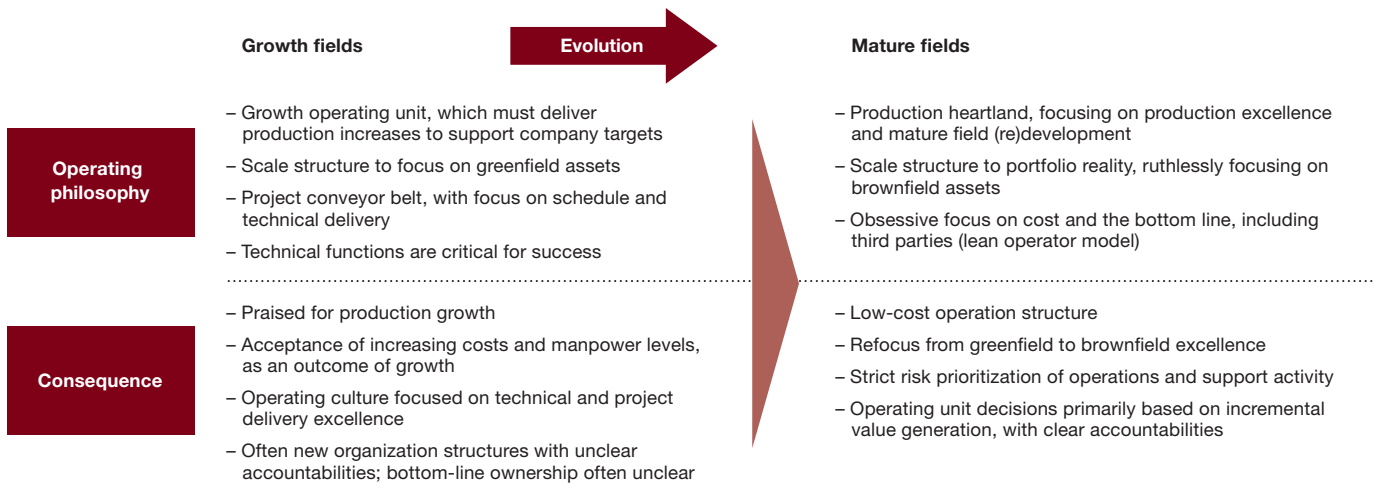 Growth fields
Evolution
Mature fields
Operating
philosophy
– Growth operating unit, which must deliver
production increases to support company targets
– Scale structure to focus on greenfield assets
– Project conveyor belt, with focus on schedule and
technical delivery
– Technical functions are critical for success
– Production heartland, focusing on production excellence
and mature field (re)development
– Scale structure to portfolio reality, ruthlessly focusing on
brownfield assets
– Obsessive focus on cost and the bottom line, including
third parties (lean operator model)
Consequence
– Praised for production growth
– Acceptance of increasing costs and manpower levels,
as an outcome of growth
– Operating culture focused on technical and project
delivery excellence
– Often new organization structures with unclear
accountabilities; bottom-line ownership often unclear
– Low-cost operation structure
– Refocus from greenfield to brownfield excellence
– Strict risk prioritization of operations and support activity
– Operating unit decisions primarily based on incremental
value generation, with clear accountabilities